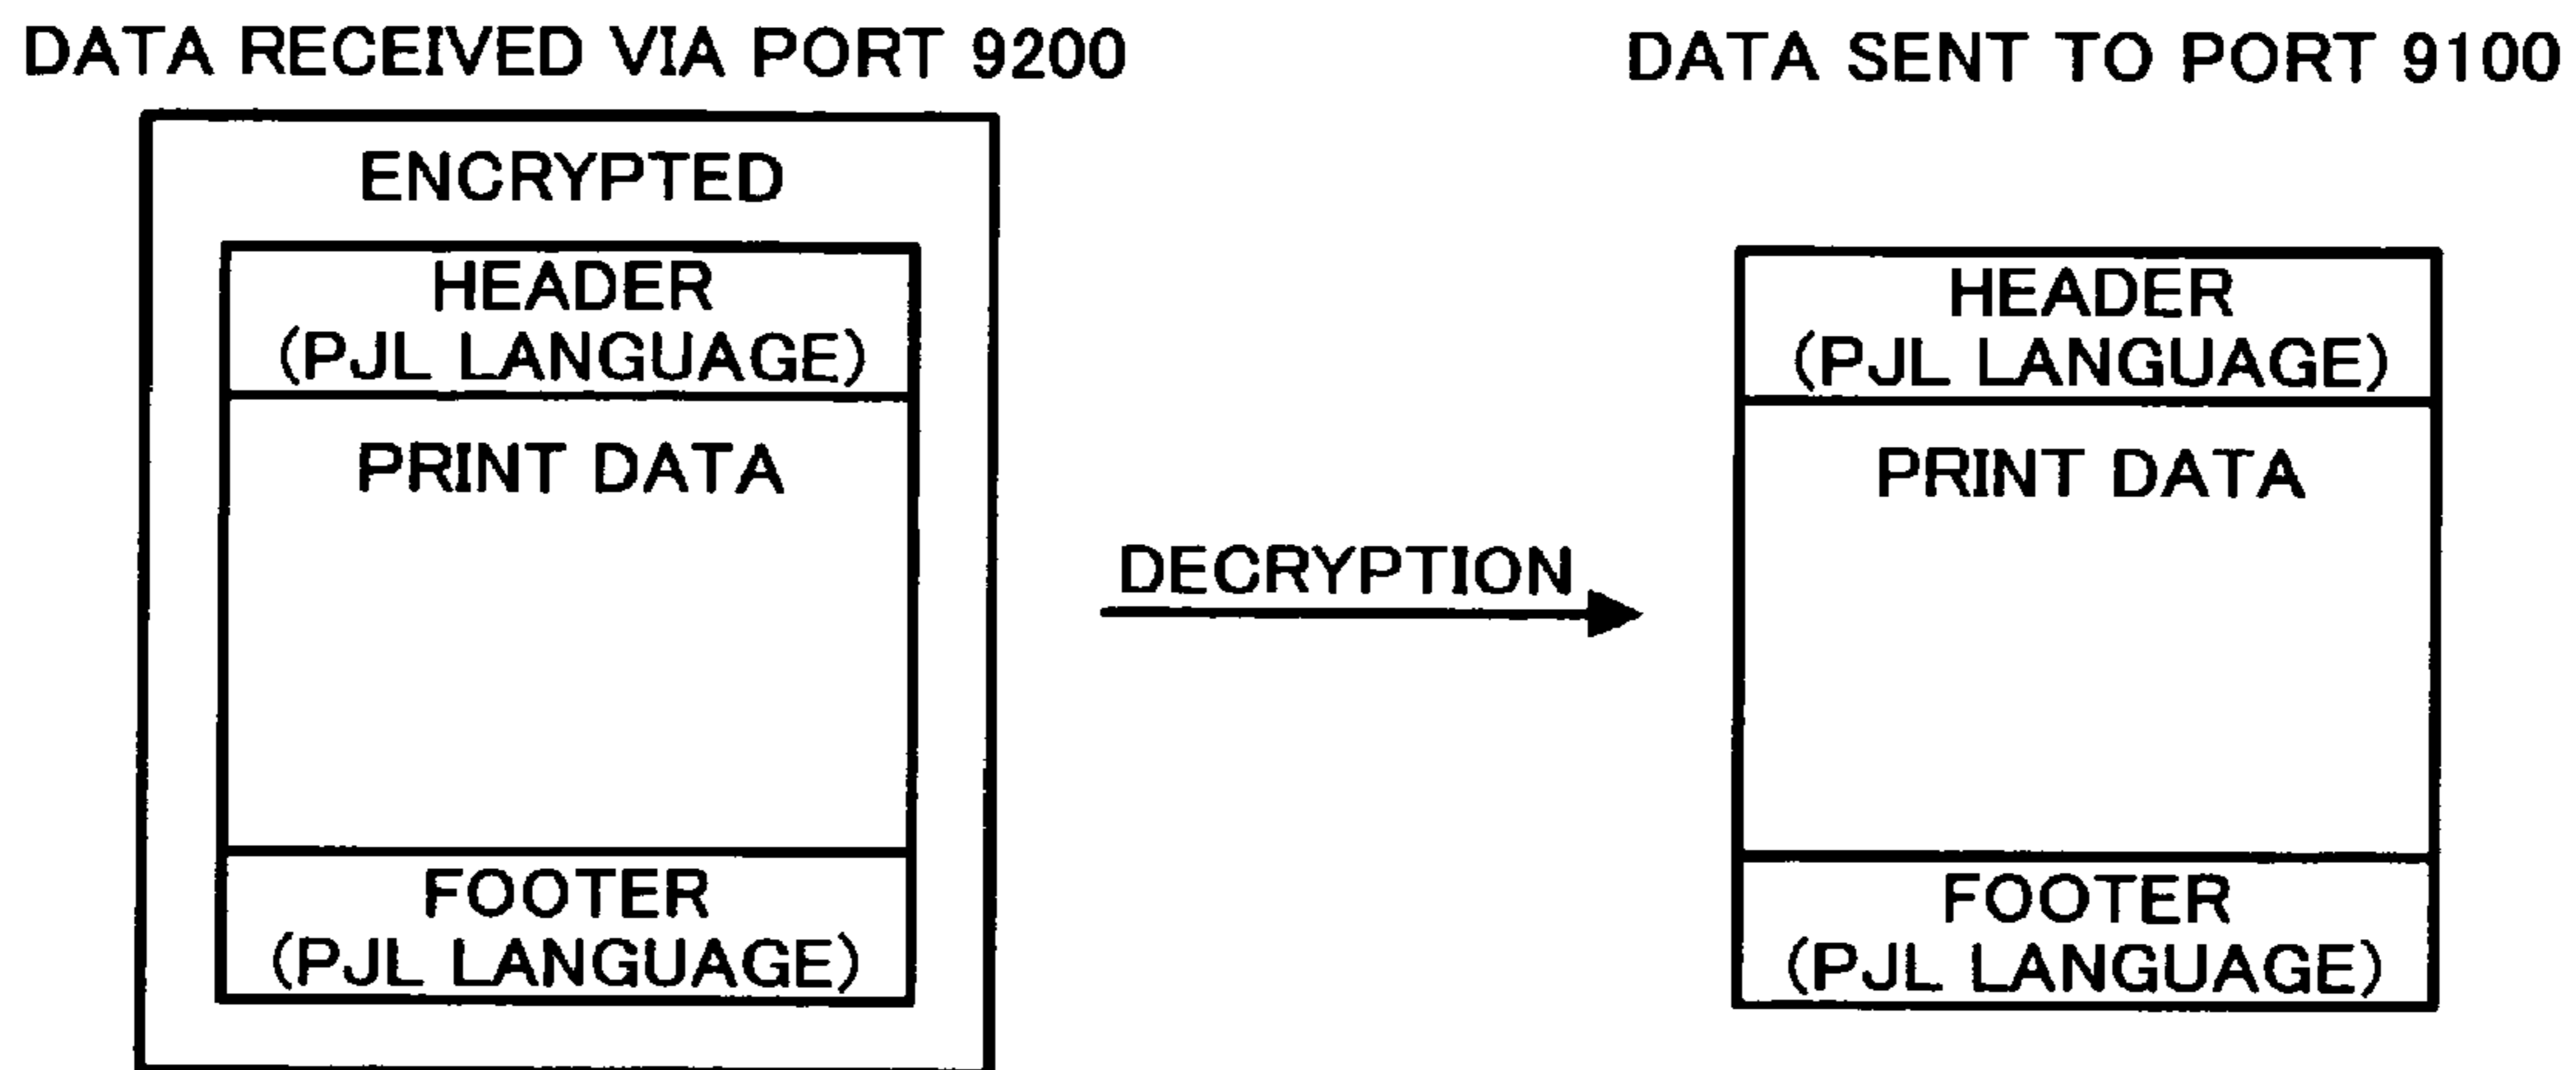 DATA RECEIVED VIA PORT 9200
ENCRYPTED
HEADER
(PJL LANGUAGE)
PRINT DATA
FOOTER
(PJL LANGUAGE)
DECRYPTION
DATA SENT TO PORT 9100
HEADER
(PJL LANGUAGE)
PRINT DATA
FOOTER
(PJL LANGUAGE)